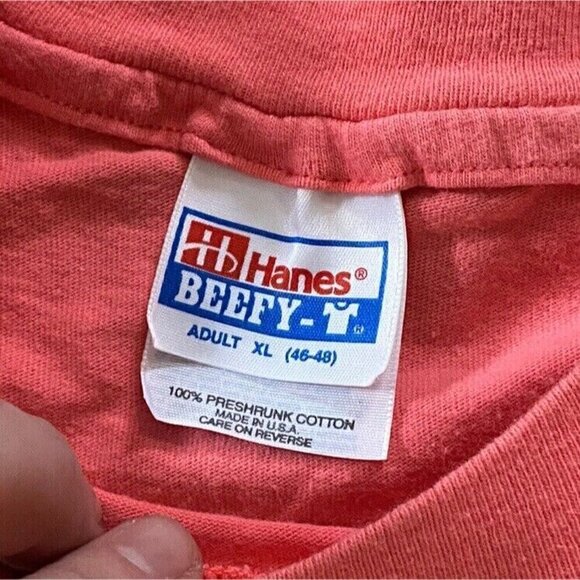 Hanes®
BEEFY-T
ADULT XL (46-48)
100% PRESHRUNK COTTON
MADE IN U.S.A.
CARE ON REVERSE